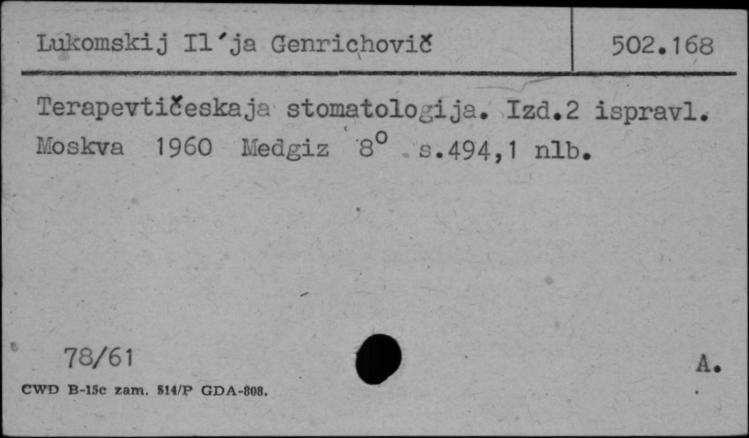 Lukomskij Il´ja Genrichovič 502.168
Terapevtičeskaja stomatologija. Izd.2 ispravl.
Moskva 1960 Medgiz 8° s.494,1 nlb.
78/61 A.
CWD B-15c zam. 514/P GDA-808.